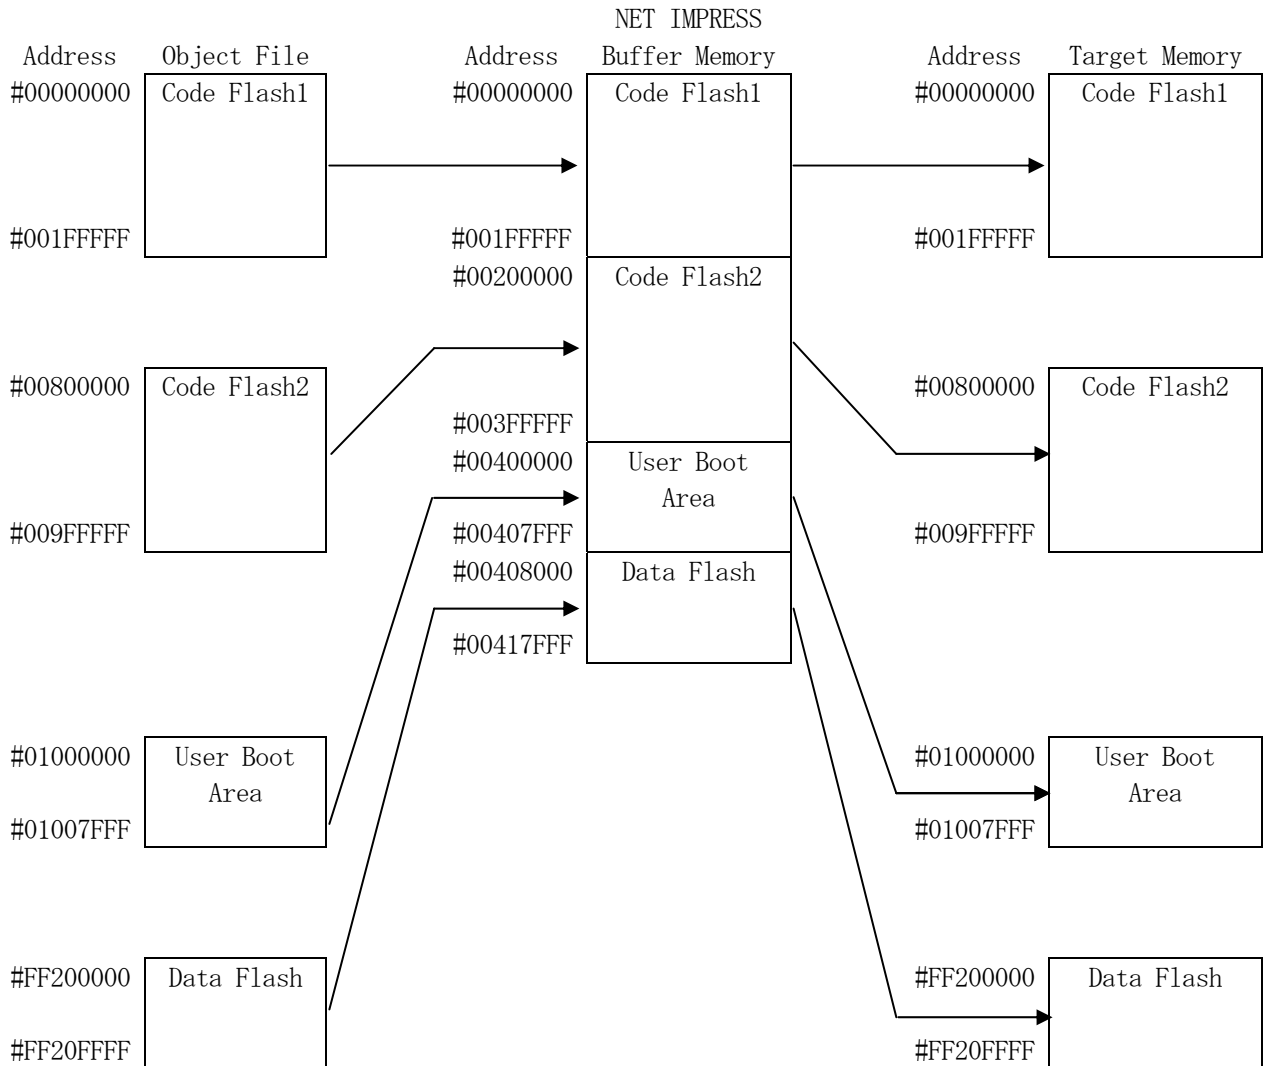 NET IMPRESS
Address Object File Address Buffer Memory Address Target Memory
#00000000 Code Flash1 #00000000 Code Flash1 #00000000 Code Flash1
#001FFFFF #001FFFFF #001FFFFF
#00200000 Code Flash2
#00800000 Code Flash2 #00800000 Code Flash2
#003FFFFF
#00400000 User Boot
Area
#009FFFFF #00407FFF #009FFFFF
#00408000 Data Flash
#00417FFF
#01000000 User Boot #01000000 User Boot
Area Area
#01007FFF #01007FFF
#FF200000 Data Flash #FF200000 Data Flash
#FF20FFFF #FF20FFFF